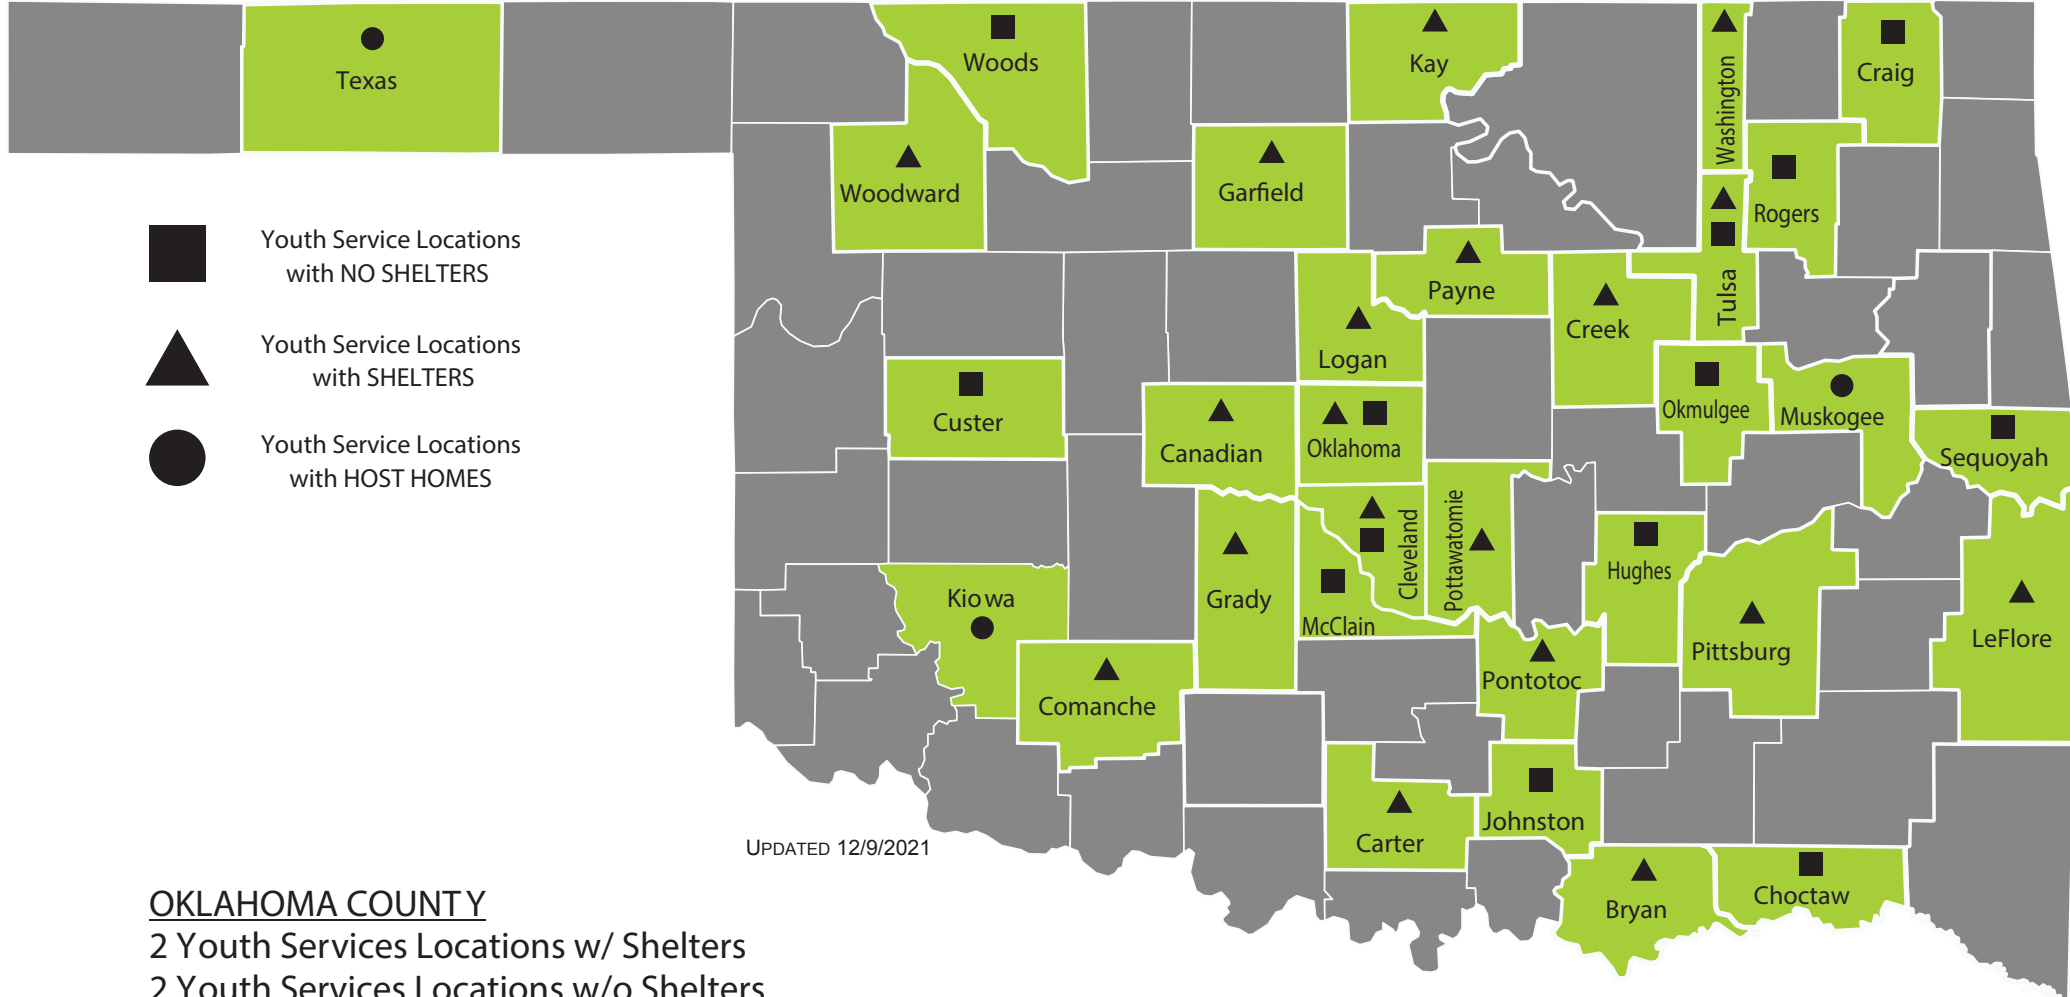 Texas
Woods
Kay
Washington
Craig
Woodward
Garfield
Rogers
Youth Service Locations
with NO SHELTERS
Payne
Tulsa
Creek
Logan
Youth Service Locations
with SHELTERS
Custer
Canadian
Oklahoma
Okmulgee
Muskogee
Sequoyah
Youth Service Locations
with HOST HOMES
Cleveland
Pottawatomie
Hughes
Kiowa
Grady
McClain
Pittsburg
LeFlore
Pontotoc
Comanche
Johnston
Carter
UPDATED 12/9/2021
Bryan
Choctaw
OKLAHOMA COUNTY
2 Youth Services Locations w/ Shelters
2 Youth Services Locations w/o Shelters